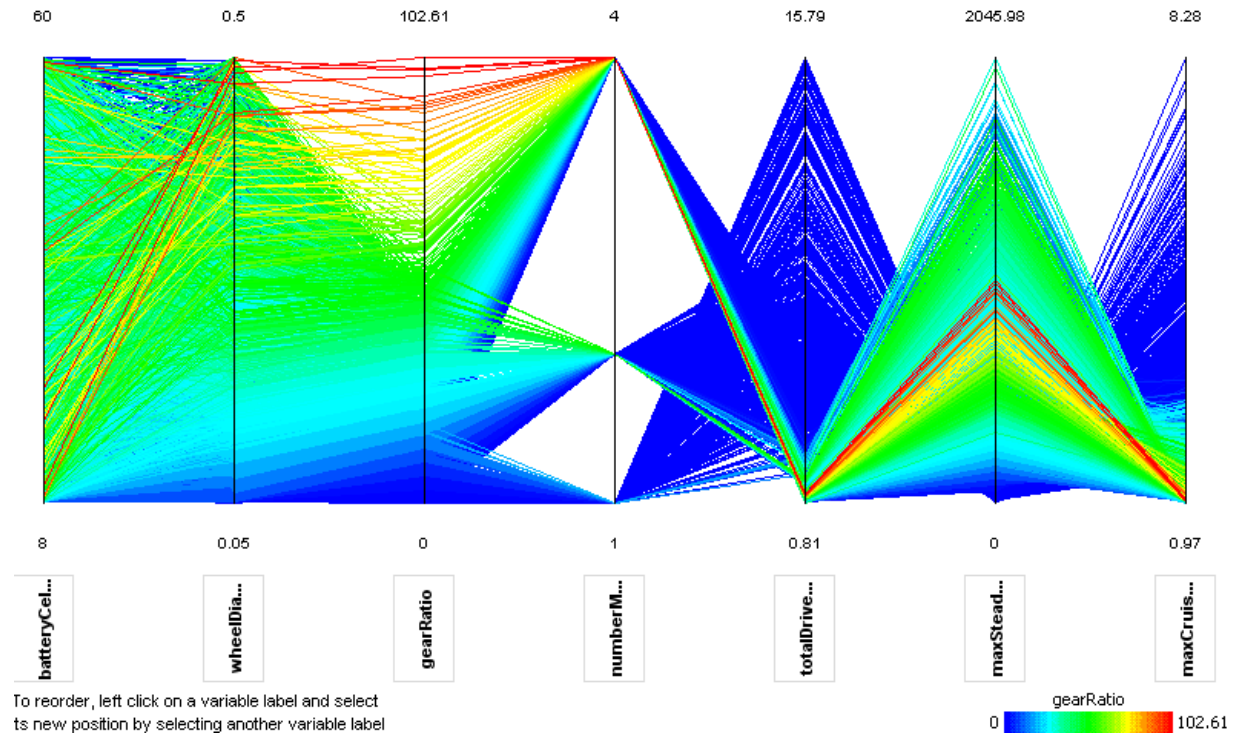 60 0.5 102.61 4 15.79 2045.98 8.28
8 0.05 0 1 0.81 0 0.97
batteryCel...
wheelDia...
gearRatio
numberM...
totalDrive...
maxStead...
maxCruis...
To reorder, left click on a variable label and select
ts new position by selecting another variable label
gearRatio
0 102.61